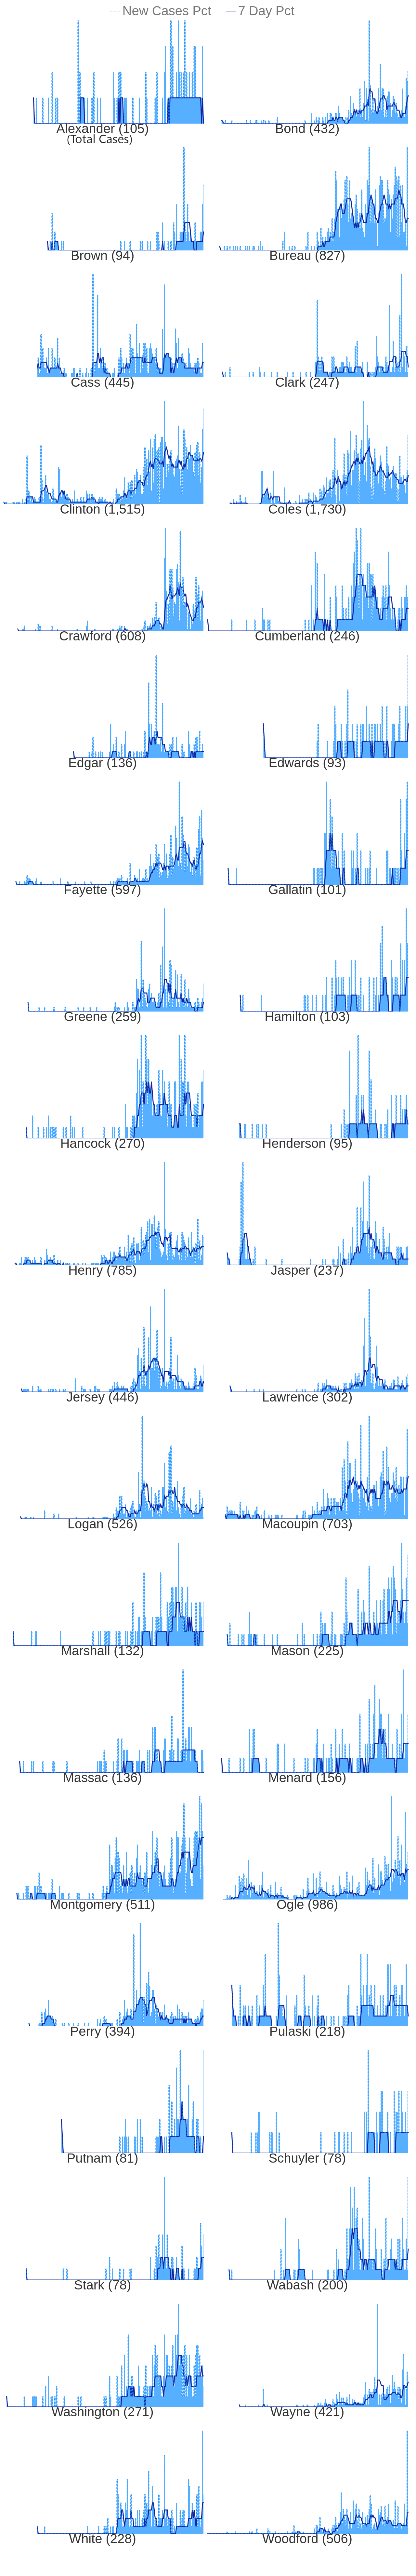 New Cases Pct 7 Day Pct
Alexander (105) Bond (432)
(Total Cases)
Brown (94) Bureau (827)
Cass (445) Clark (247)
Clinton (1,515) Coles (1,730)
Crawford (608) Cumberland (246)
Edgar (136) Edwards (93)
Fayette (597) Gallatin (101)
Greene (259) Hamilton (103)
Hancock (270) Henderson (95)
Henry (785) Jasper (237)
Jersey (446) Lawrence (302)
Logan (526) Macoupin (703)
Marshall (132) Mason (225)
Massac (136) Menard (156)
Montgomery (511) Ogle (986)
Perry (394) Pulaski (218)
Putnam (81) Schuyler (78)
Stark (78) Wabash (200)
Washington (271) Wayne (421)
White (228) Woodford (506)